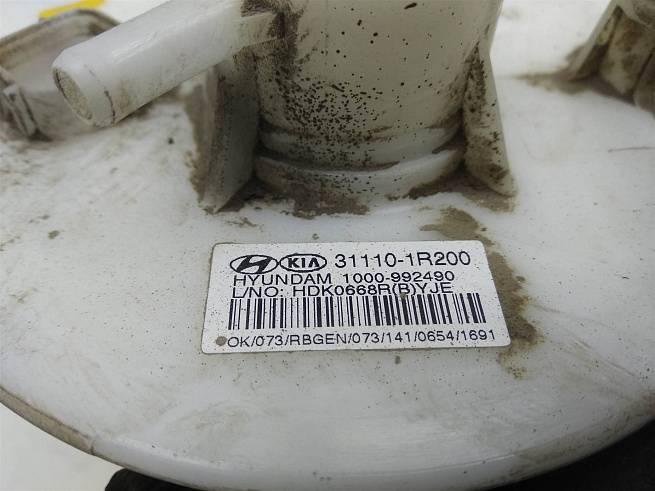 KIA 31110-1R200
HYUNDAM 1000-992490
L/NO: HDK0668R(B)YJE
OK/073/RBGEN/073/141/0654/1691